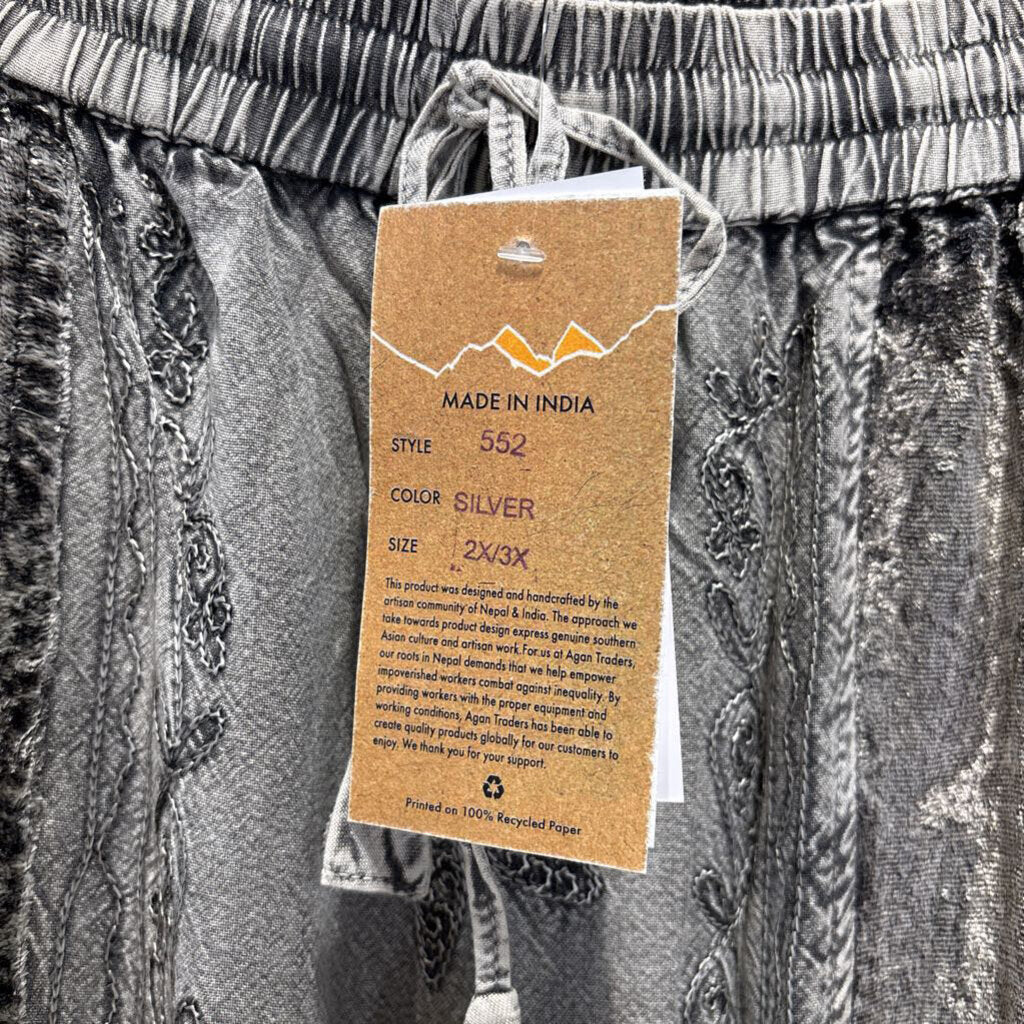 MADE IN INDIA
STYLE 552
COLOR SILVER
SIZE 2X/3X
This product was designed and handcrafted by the
artisan community of Nepal & India. The approach we
take towards product design express genuine southern
Asian culture and artisan work.For us at Agan Traders,
our roots in Nepal demands that we help empower
impoverished workers combat against inequality. By
providing workers with the proper equipment and
working conditions, Agan Traders has been able to
create quality products globally for our customers to
enjoy. We thank you for your support.
Printed on 100% Recycled Paper